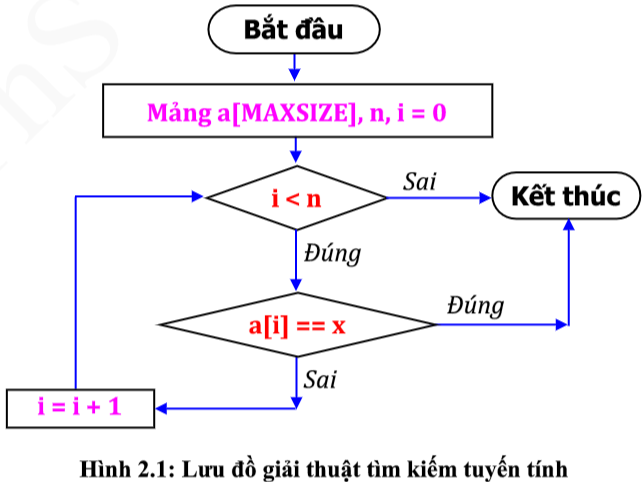 Bắt đầu
Mảng a[MAXSIZE], n, i = 0
i < n
Sai
Kết thúc
Đúng
a[i] == x
Đúng
Sai
i = i + 1
Hình 2.1: Lưu đồ giải thuật tìm kiếm tuyến tính